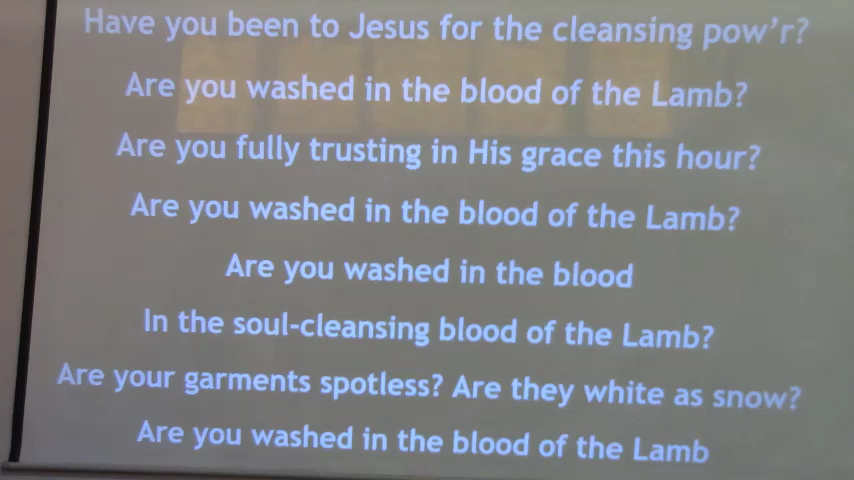 Have you been to Jesus for the cleansing pow'r?
Are you washed in the blood of the Lamb?
Are you fully trusting in His grace this hour?
Are you washed in the blood of the Lamb?
Are you washed in the blood
In the soul-cleansing blood of the Lamb?
Are your garments spotless? Are they white as snow?
Are you washed in the blood of the Lamb